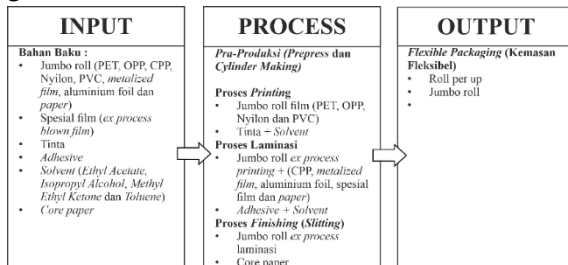 INPUT
Bahan Baku :
• Jumbo roll (PET, OPP, CPP,
Nyilon, PVC, metalized
film, aluminium foil dan
paper)
• Spesial film (ex process
blown film)
• Tinta
• Adhesive
• Solvent (Ethyl Acetate,
Isopropyl Alcohol, Methyl
Ethyl Ketone dan Toluene)
• Core paper
PROCESS
Pra-Produksi (Prepress dan
Cylinder Making)
Proses Printing
• Jumbo roll film (PET, OPP,
Nyilon dan PVC)
• Tinta + Solvent
Proses Laminasi
• Jumbo roll ex process
printing + (CPP, metalized
film, aluminium foil, spesial
film dan paper)
• Adhesive + Solvent
Proses Finishing (Slitting)
• Jumbo roll ex process
laminasi
• Core paper
OUTPUT
Flexible Packaging (Kemasan
Fleksibel)
• Roll per up
• Jumbo roll
•